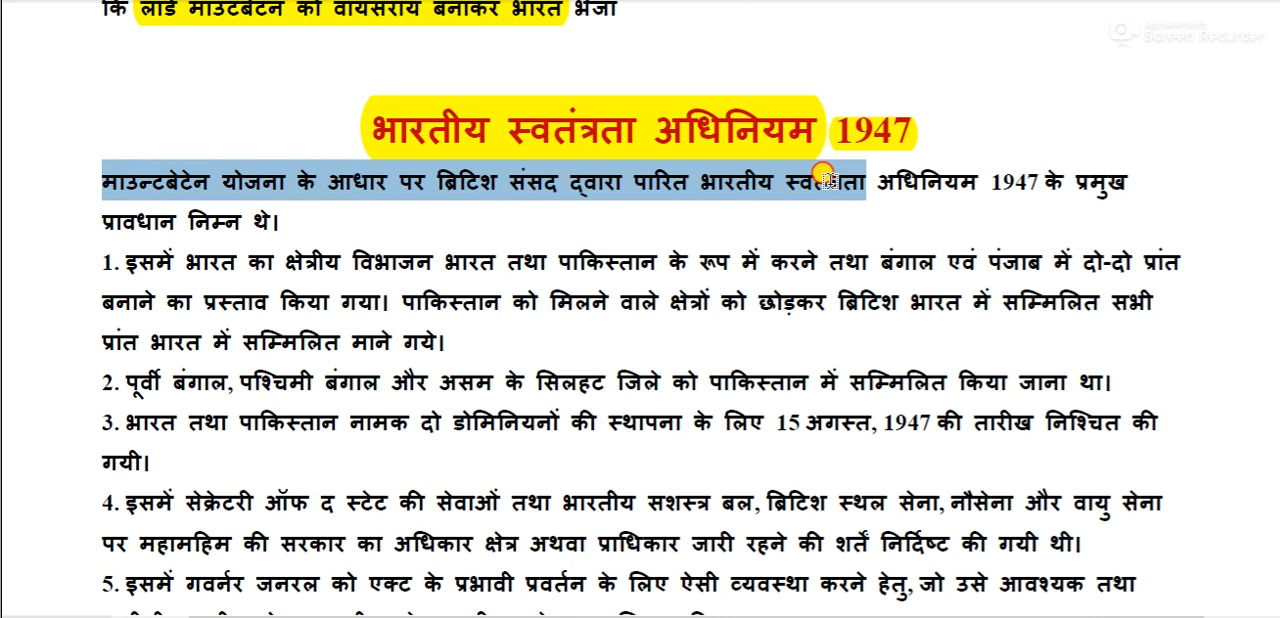 कि लार्ड माउंटबेटन को वायसराय बनाकर भारत भेजा
Apowersoft
Screen Recorder
भारतीय स्वतंत्रता अधिनियम 1947
माउन्टबेटेन योजना के आधार पर ब्रिटिश संसद द्वारा पारित भारतीय स्वतंत्रता अधिनियम 1947 के प्रमुख
प्रावधान निम्न थे।
1. इसमें भारत का क्षेत्रीय विभाजन भारत तथा पाकिस्तान के रूप में करने तथा बंगाल एवं पंजाब में दो-दो प्रांत
बनाने का प्रस्ताव किया गया। पाकिस्तान को मिलने वाले क्षेत्रों को छोड़कर ब्रिटिश भारत में सम्मिलित सभी
प्रांत भारत में सम्मिलित माने गये।
2. पूर्वी बंगाल, पश्चिमी बंगाल और असम के सिलहट जिले को पाकिस्तान में सम्मिलित किया जाना था।
3. भारत तथा पाकिस्तान नामक दो डोमिनियनों की स्थापना के लिए 15 अगस्त, 1947 की तारीख निश्चित की
गयी।
4. इसमें सेक्रेटरी ऑफ द स्टेट की सेवाओं तथा भारतीय सशस्त्र बल, ब्रिटिश स्थल सेना, नौसेना और वायु सेना
पर महामहिम की सरकार का अधिकार क्षेत्र अथवा प्राधिकार जारी रहने की शर्तें निर्दिष्ट की गयी थी।
5. इसमें गवर्नर जनरल को एक्ट के प्रभावी प्रवर्तन के लिए ऐसी व्यवस्था करने हेतु, जो उसे आवश्यक तथा